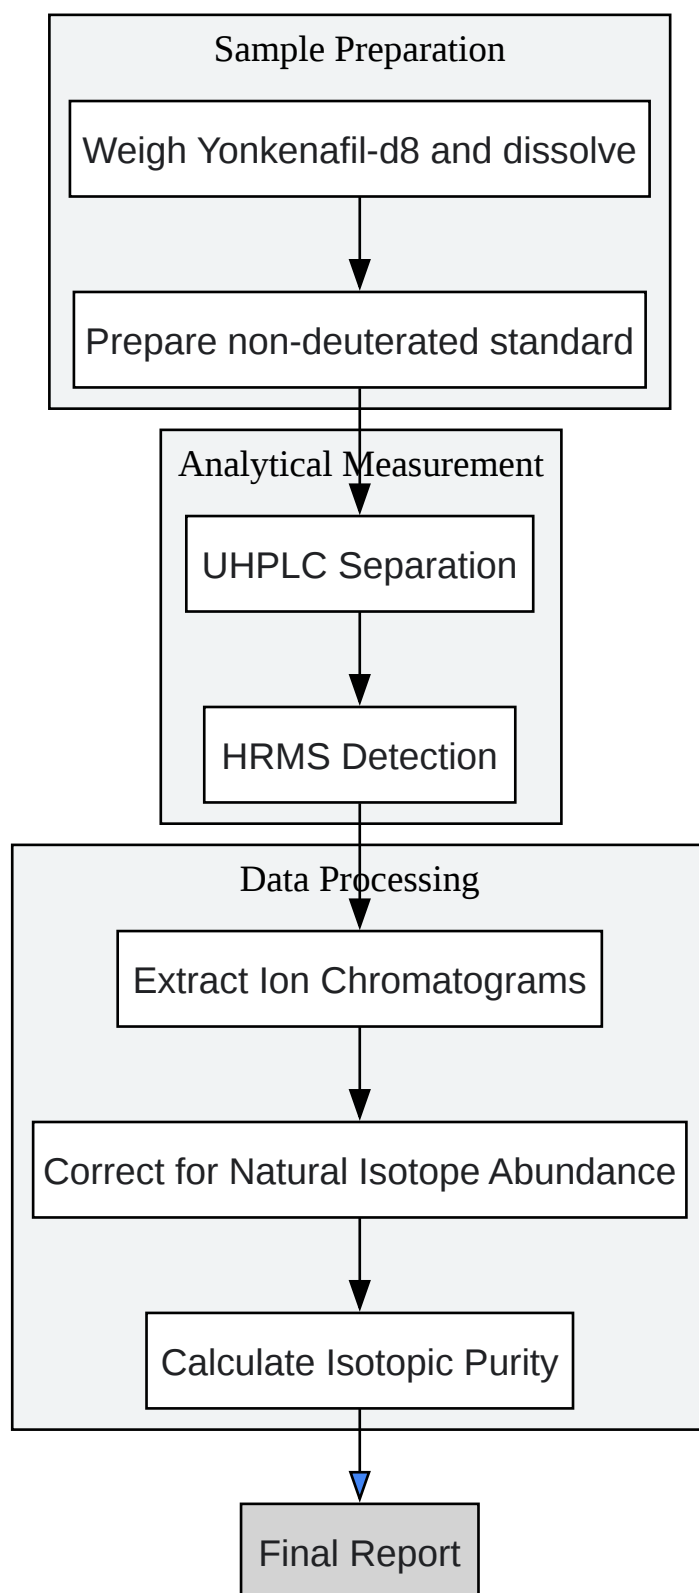 Sample Preparation
Weigh Yonkenafil-d8 and dissolve
Prepare non-deuterated standard
Analytical Measurement
UHPLC Separation
HRMS Detection
Data Processing
Extract Ion Chromatograms
Correct for Natural Isotope Abundance
Calculate Isotopic Purity
Final Report